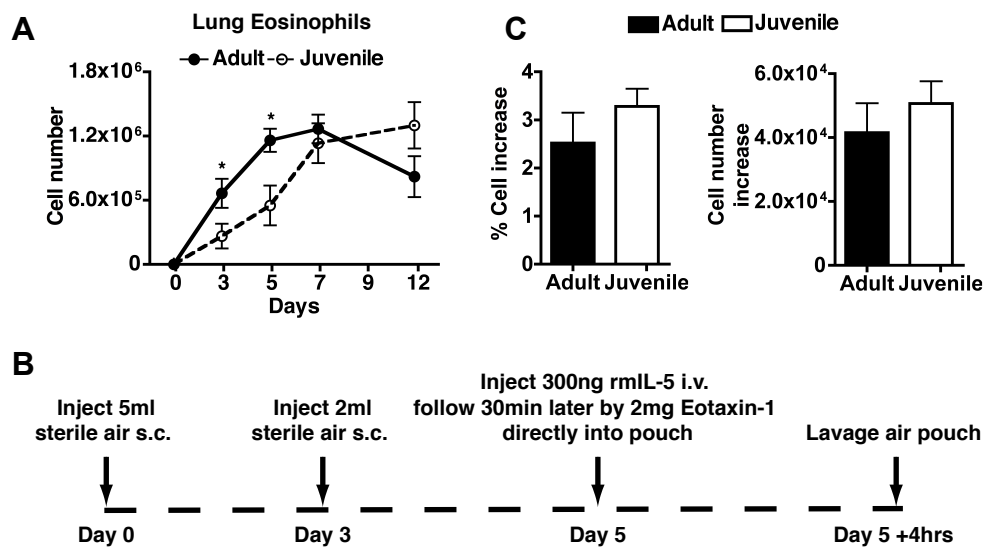 A
Lung Eosinophils
Adult Juvenile
1.8x10⁶
1.2x10⁶
6.0x10⁵
0
Cell number
0 3 5 7 9 12
Days
* *
C
Adult Juvenile
4
3
2
1
0
% Cell increase
Adult Juvenile
6.0x10⁴
4.0x10⁴
2.0x10⁴
0
Cell number
increase
Adult Juvenile
B
Inject 5ml
sterile air s.c.
Inject 2ml
sterile air s.c.
Inject 300ng rmIL-5 i.v.
follow 30min later by 2mg Eotaxin-1
directly into pouch
Lavage air pouch
Day 0 Day 3 Day 5 Day 5 +4hrs